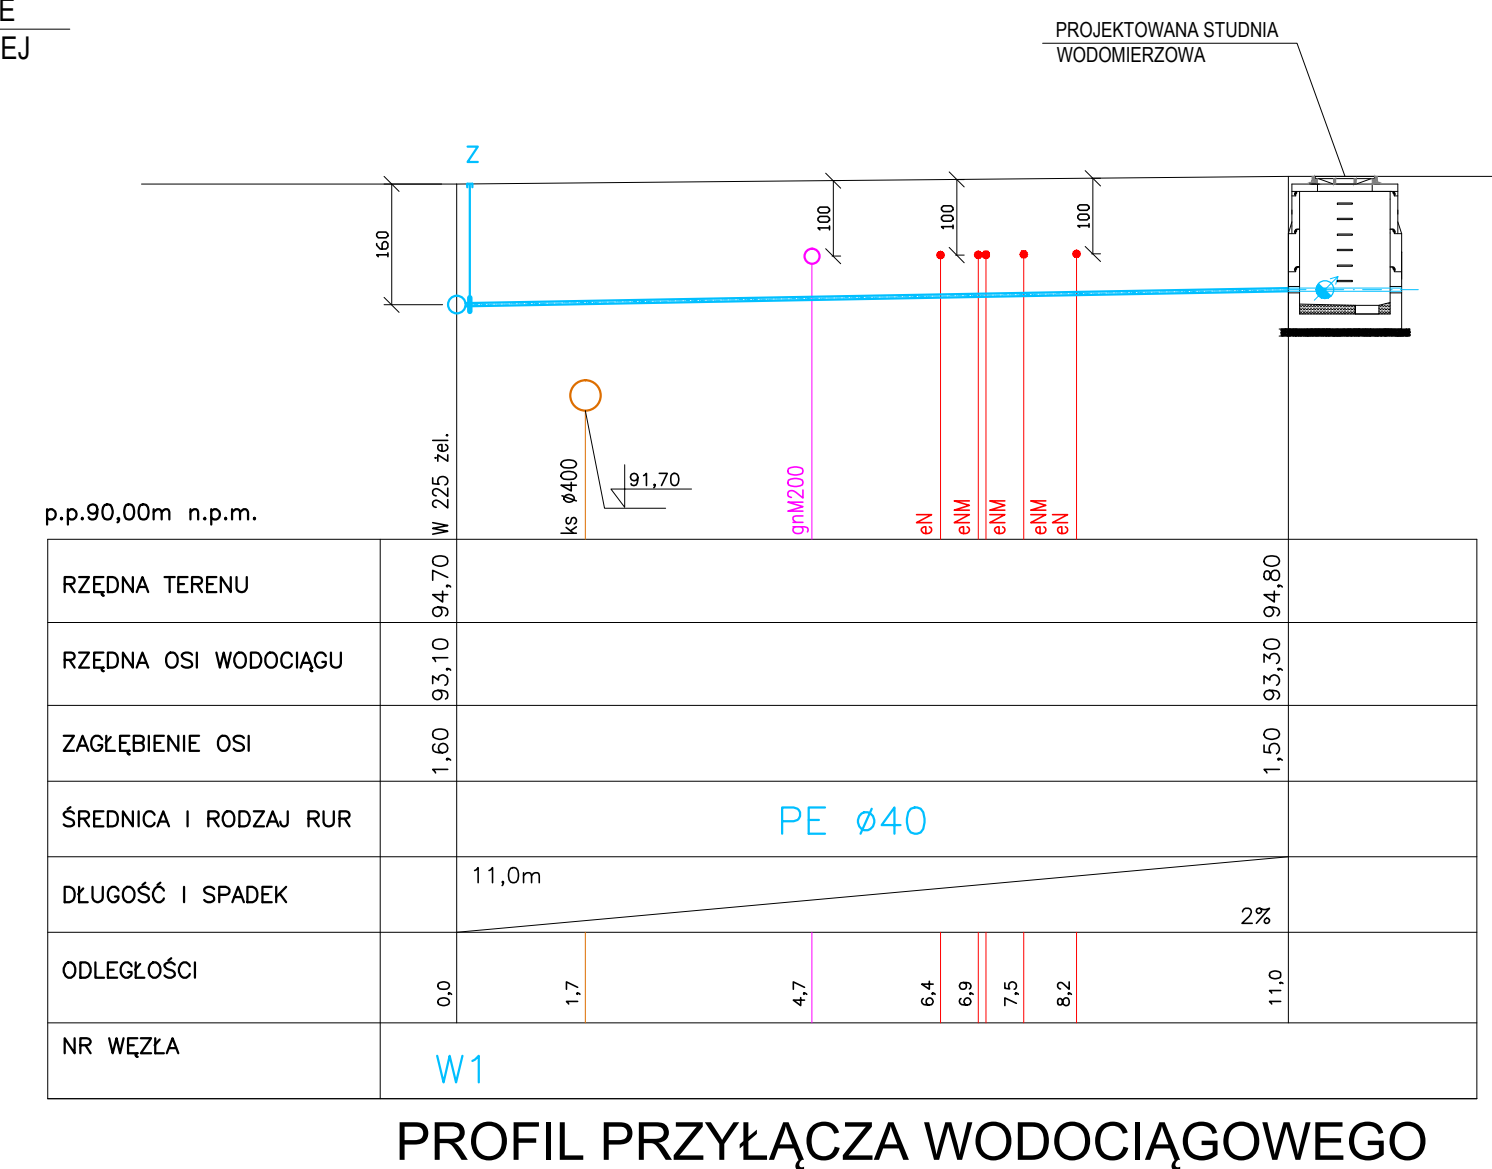 E
EJ
PROJEKTOWANA STUDNIA
WODOMIERZOWA
Z
160
100
100
100
W 225 żel.
ks ø400
91,70
gnM200
eN
eNM
eNM
eNM
eN
p.p.90,00m n.p.m.
RZĘDNA TERENU
94,70
94,80
RZĘDNA OSI WODOCIĄGU
93,10
93,30
ZAGŁĘBIENIE OSI
1,60
1,50
ŚREDNICA I RODZAJ RUR
PE ø40
DŁUGOŚĆ I SPADEK
11,0m
2%
ODLEGŁOŚCI
0,0
1,7
4,7
6,4
6,9
7,5
8,2
11,0
NR WĘZŁA
W1
PROFIL PRZYŁĄCZA WODOCIĄGOWEGO